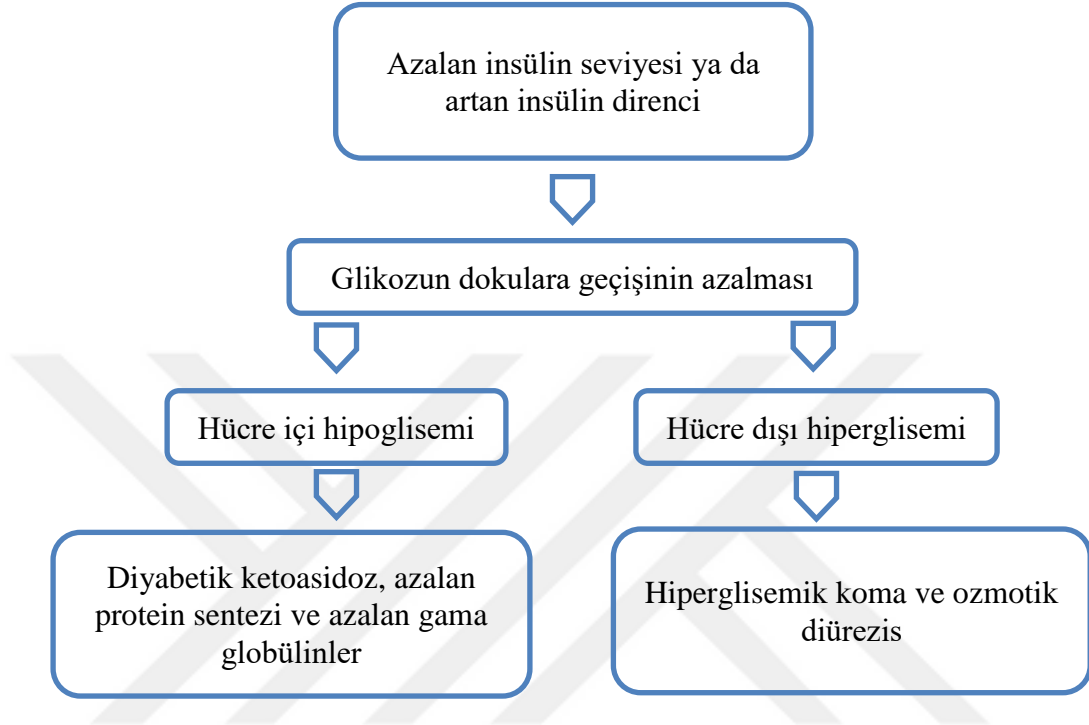 Azalan insülin seviyesi ya da
artan insülin direnci
Glikozun dokulara geçişinin azalması
Hücre içi hipoglisemi
Hücre dışı hiperglisemi
Diyabetik ketoasidoz, azalan
protein sentezi ve azalan gama
globülinler
Hiperglisemik koma ve ozmotik
diürezis